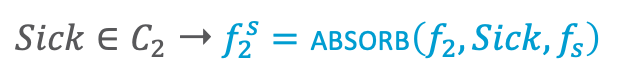 Sick ∈ C₂ → f₂ˢ = ABSORB(f₂, Sick, fₛ)